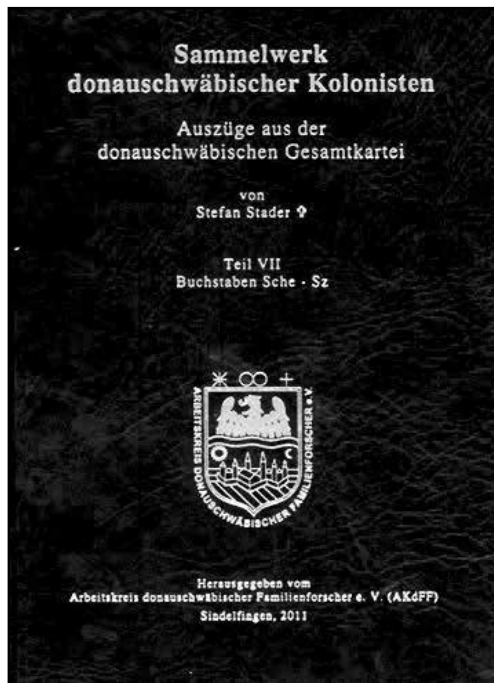 Sammelwerk
donauschwäbischer Kolonisten
Auszüge aus der
donauschwäbischen Gesamtkartei
von
Stefan Stader ✞
Teil VII
Buchstaben Sche - Sz
ARBEITSKREIS DONAUSCHWÄBISCHER FAMILIENFORSCHER e.V.
Herausgegeben vom
Arbeitskreis donauschwäbischer Familienforscher e. V. (AKdFF)
Sindelfingen, 2011